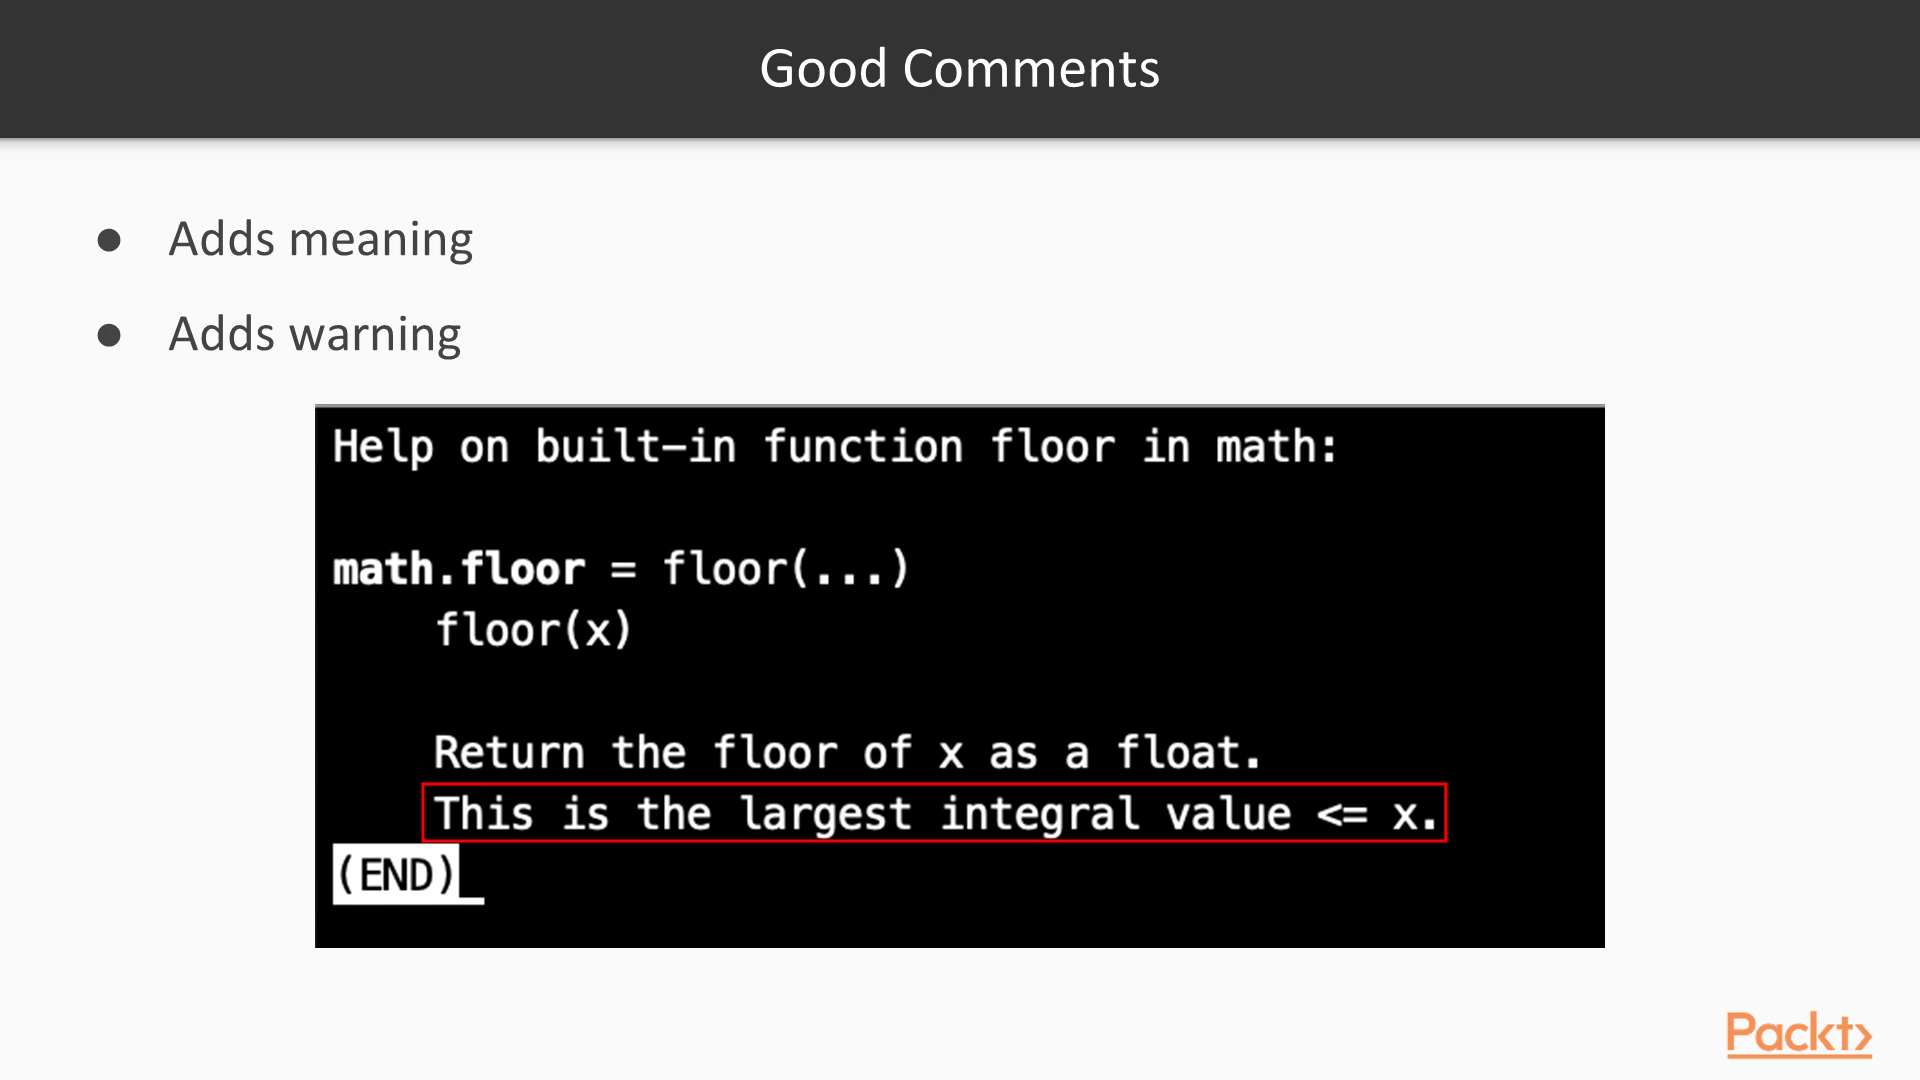 Good Comments
● Adds meaning
● Adds warning
Help on built-in function floor in math:
math.floor = floor(...)
floor(x)
Return the floor of x as a float.
This is the largest integral value <= x.
(END)_
Packt>